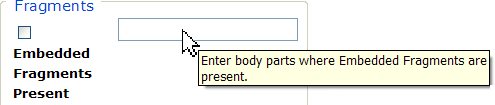 Fragments
Embedded
Fragments
Present
Enter body parts where Embedded Fragments are
present.